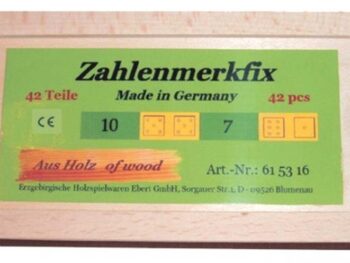 Zahlenmerkfix
42 Teile Made in Germany 42 pcs
CE 10 7
Aus Holz of wood Art.-Nr.: 61 53 16
Erzgebirgische Holzspielwaren Ebert GmbH, Sorgauer Str.1, D - 09526 Blumenau